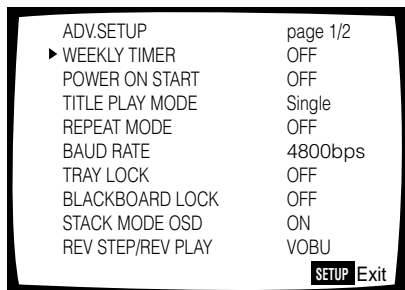 ADV.SETUP page 1/2
WEEKLY TIMER OFF
POWER ON START OFF
TITLE PLAY MODE Single
REPEAT MODE OFF
BAUD RATE 4800bps
TRAY LOCK OFF
BLACKBOARD LOCK OFF
STACK MODE OSD ON
REV STEP/REV PLAY VOBU
SETUP Exit